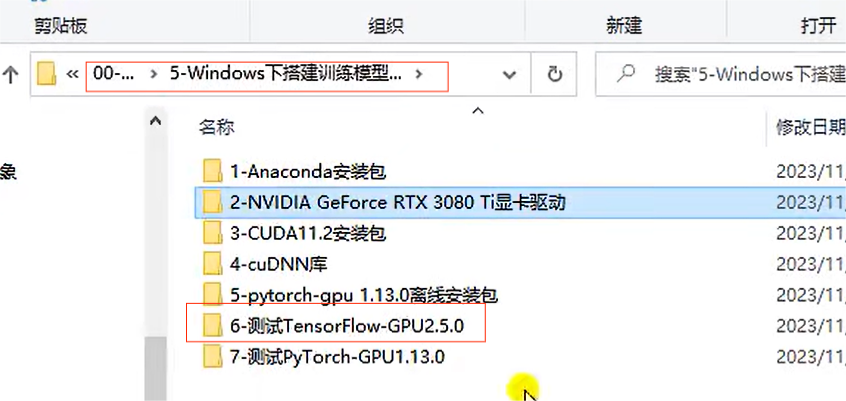 剪贴板 组织 新建 打开
« 00-... › 5-Windows下搭建训练模型... › 搜索"5-Windows下搭建
名称 修改日期
象
1-Anaconda安装包 2023/11/
2-NVIDIA GeForce RTX 3080 Ti显卡驱动 2023/11/
3-CUDA11.2安装包 2023/11/
4-cuDNN库 2023/11/
5-pytorch-gpu 1.13.0离线安装包 2023/11/
6-测试TensorFlow-GPU2.5.0 2023/11/
7-测试PyTorch-GPU1.13.0 2023/11/